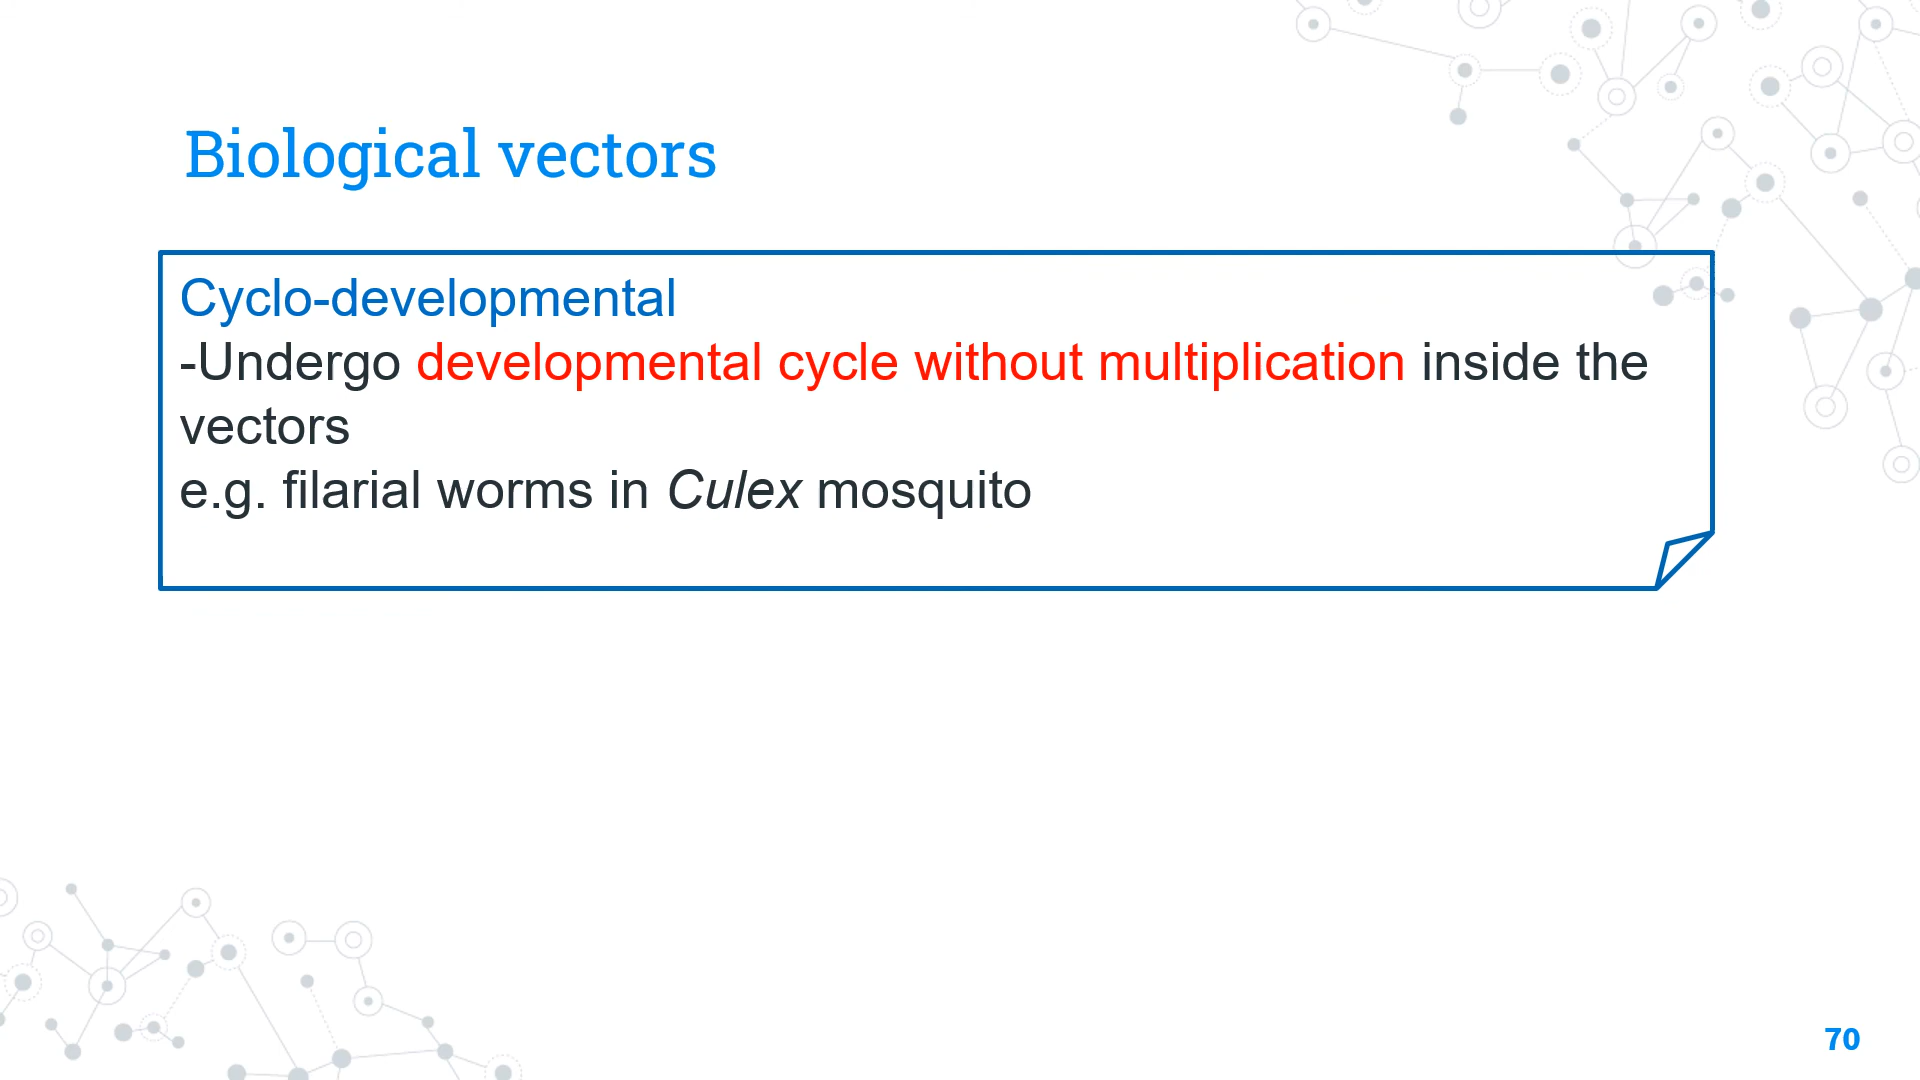 Biological vectors
Cyclo-developmental
-Undergo developmental cycle without multiplication inside the
vectors
e.g. filarial worms in Culex mosquito
70